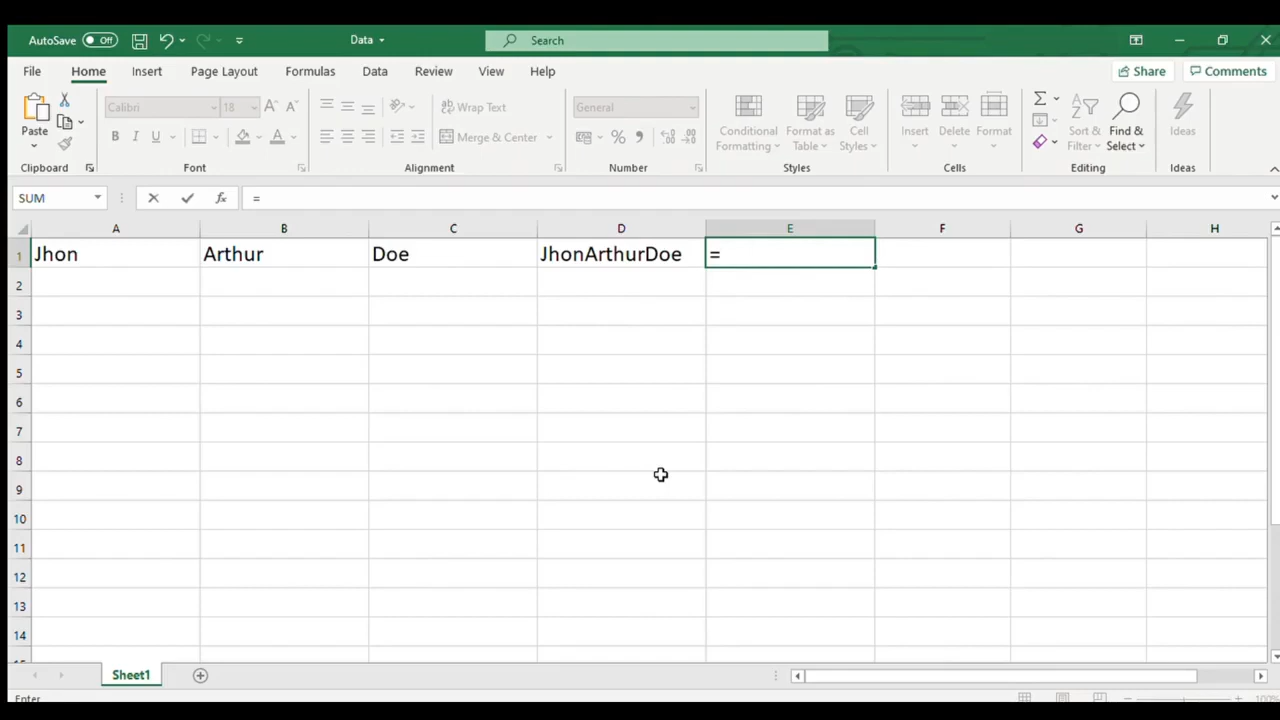 AutoSave Off Data Search
File Home Insert Page Layout Formulas Data Review View Help Share Comments
Paste Calibri 18 A A Wrap Text General Condition Format as Cell Insert Delete Format Sort Find & Ideas
B I U A Merge & Center % Formatting Table Styles Filter Select
Clipboard Font Alignment Number Styles Cells Editing Ideas
SUM fx =
A B C D E F G H
1 Jhon Arthur Doe JhonArthurDoe =
2
3
4
5
6
7
8
9
10
11
12
13
14
Sheet1
Enter 100%